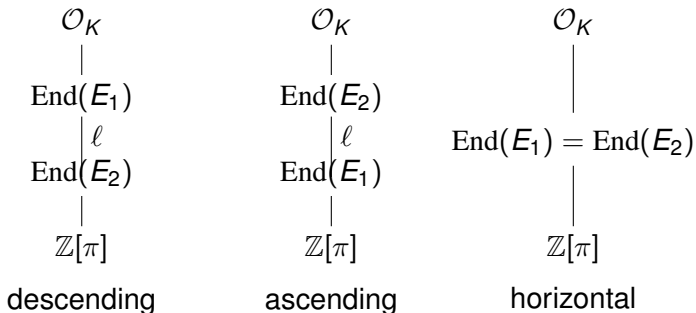 𝒪_K 𝒪_K 𝒪_K
End(E₁) End(E₂)
ℓ ℓ End(E₁) = End(E₂)
End(E₂) End(E₁)
ℤ[π] ℤ[π] ℤ[π]
descending ascending horizontal